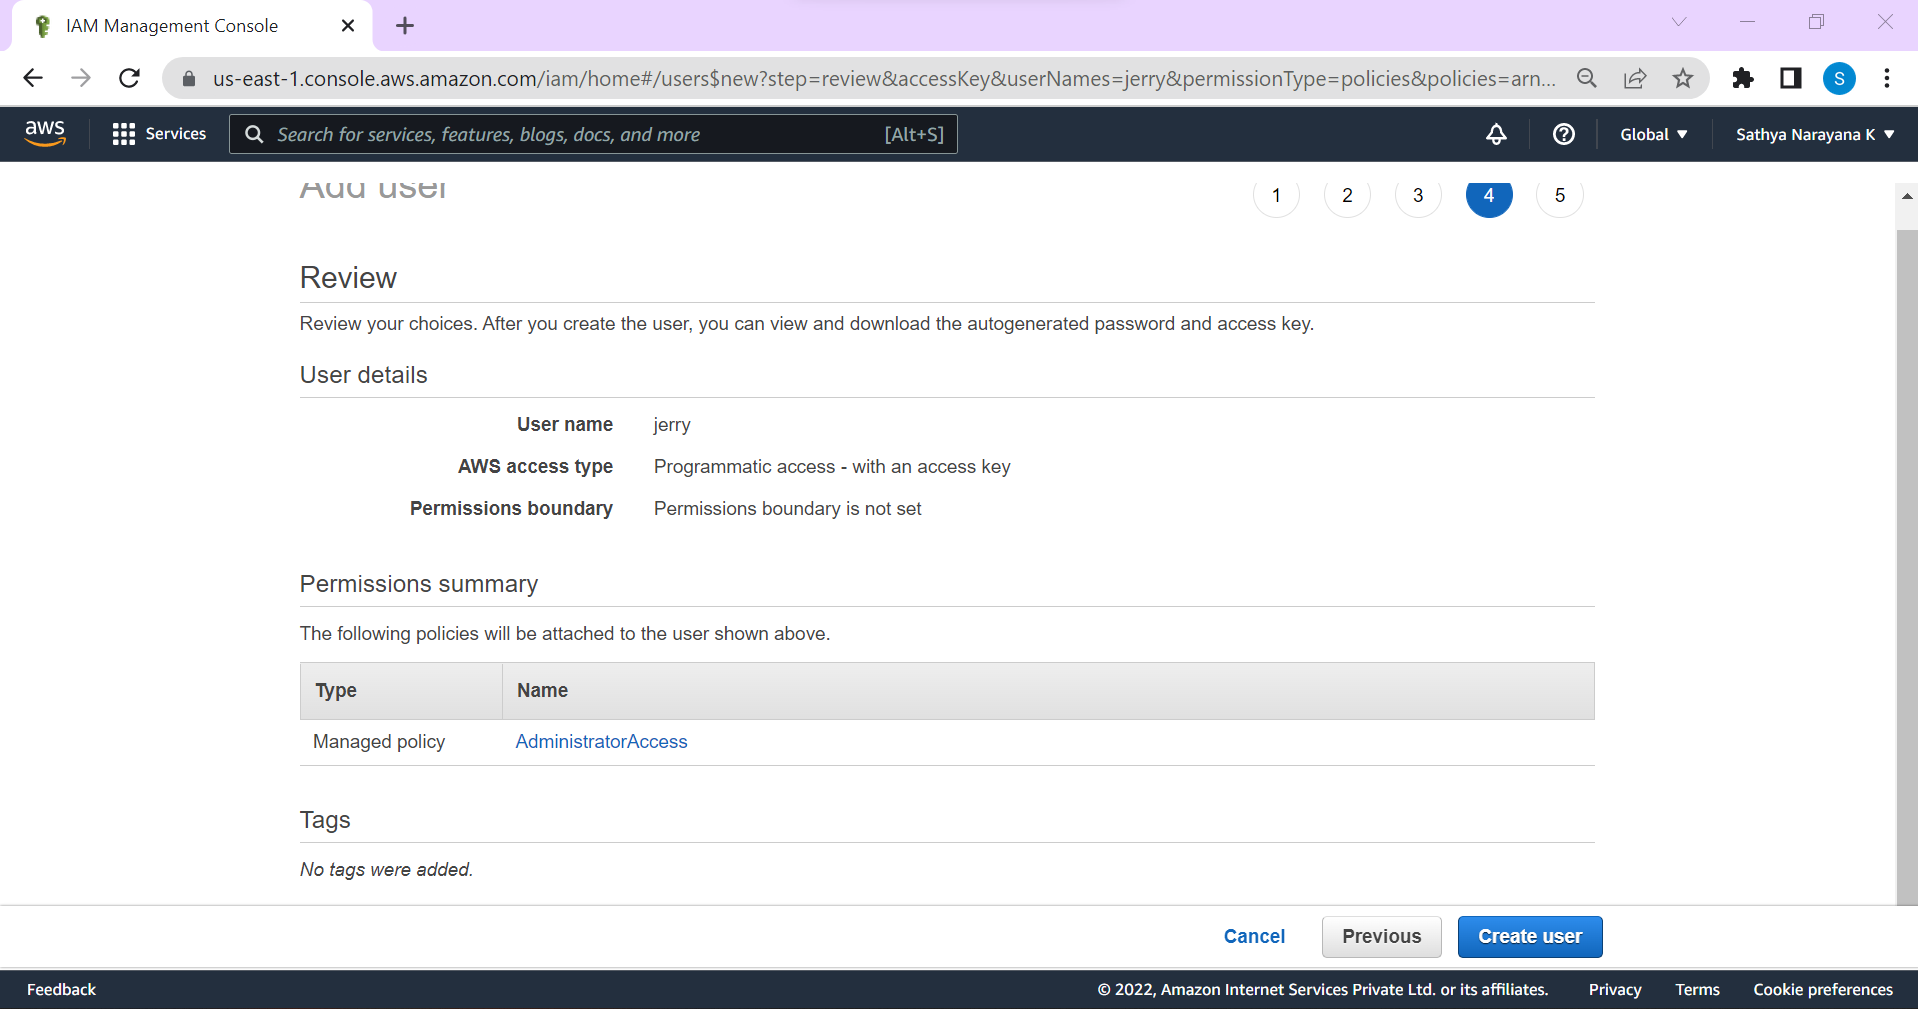 IAM Management Console
us-east-1.console.aws.amazon.com/iam/home#/users$new?step=review&accessKey&userNames=jerry&permissionType=policies&policies=arn...
S
aws
Services
Search for services, features, blogs, docs, and more
[Alt+S]
Global
Sathya Narayana K
Add user
1
2
3
4
5
Review
Review your choices. After you create the user, you can view and download the autogenerated password and access key.
User details
User name jerry
AWS access type Programmatic access - with an access key
Permissions boundary Permissions boundary is not set
Permissions summary
The following policies will be attached to the user shown above.
Type Name
Managed policy AdministratorAccess
Tags
No tags were added.
Cancel Previous Create user
Feedback © 2022, Amazon Internet Services Private Ltd. or its affiliates. Privacy Terms Cookie preferences